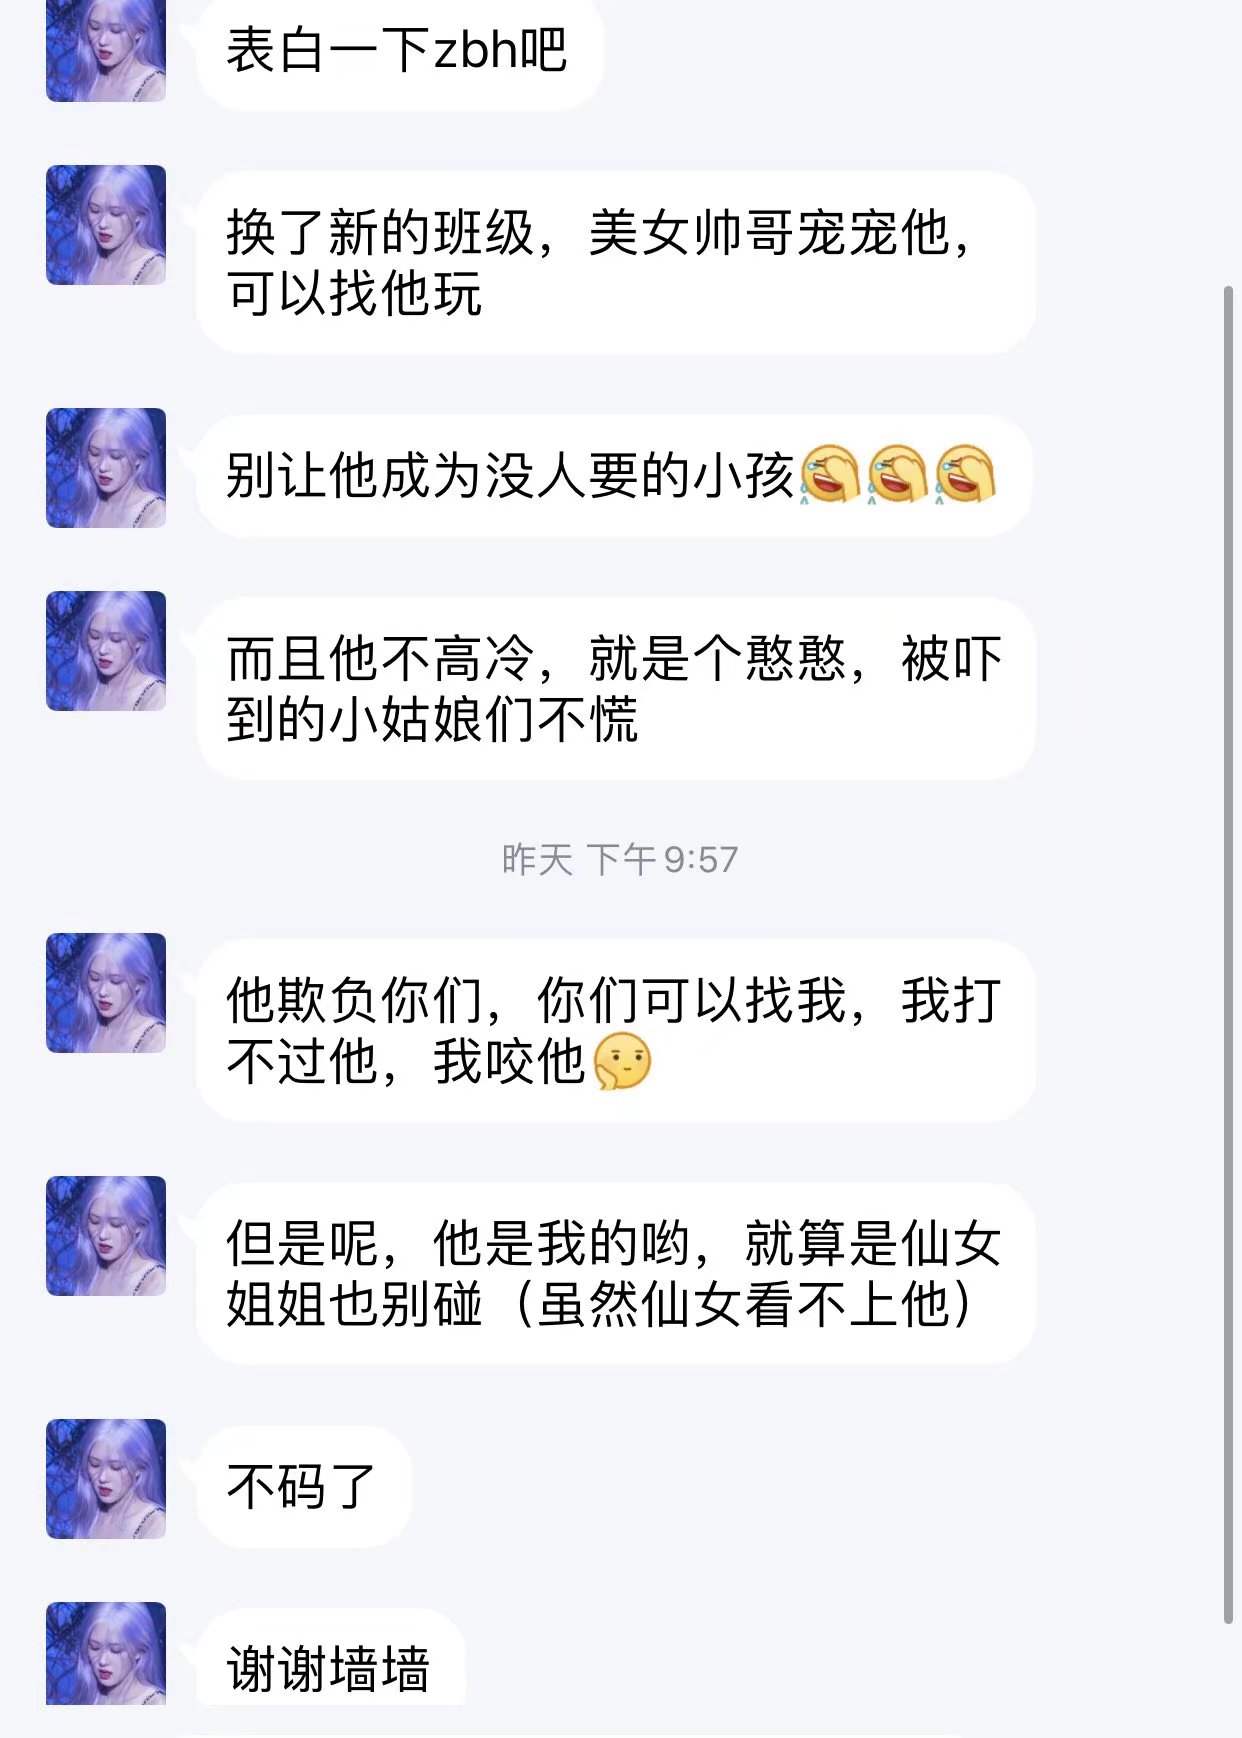 表白一下zbh吧
换了新的班级，美女帅哥宠宠他，
可以找他玩
别让他成为没人要的小孩
而且他不高冷，就是个憨憨，被吓
到的小姑娘们不慌
昨天 下午9:57
他欺负你们，你们可以找我，我打
不过他，我咬他
但是呢，他是我的哟，就算是仙女
姐姐也别碰（虽然仙女看不上他）
不码了
谢谢墙墙